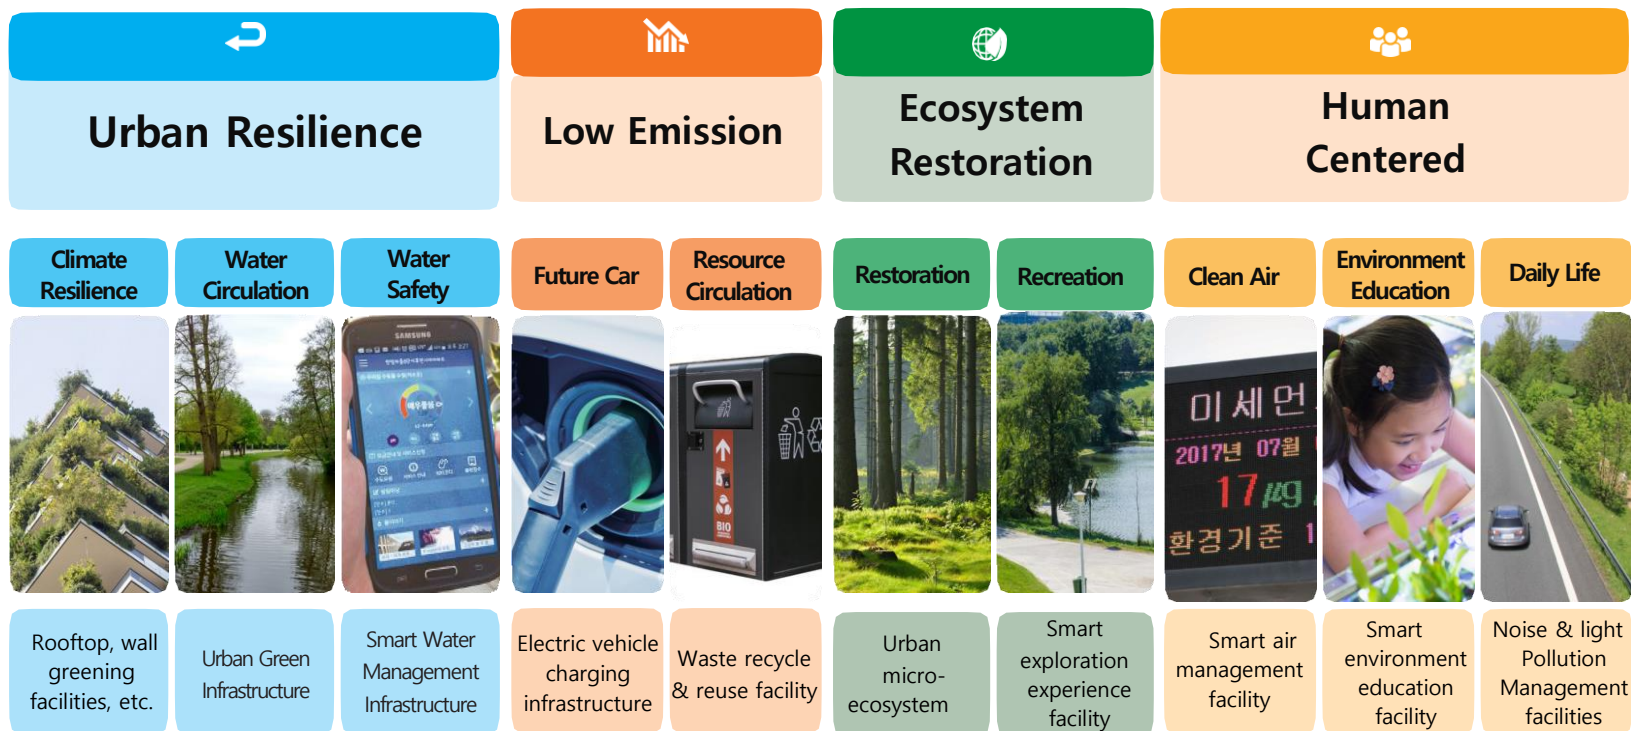 Urban Resilience
Low Emission
Ecosystem
Restoration
Human
Centered
Climate
Resilience
Water
Circulation
Water
Safety
Future Car
Resource
Circulation
Restoration
Recreation
Clean Air
Environment
Education
Daily Life
SAMSUNG
BIO
미세먼
2017년 07월
17㎍
환경기준 1
Rooftop, wall
greening
facilities, etc.
Urban Green
Infrastructure
Smart Water
Management
Infrastructure
Electric vehicle
charging
infrastructure
Waste recycle
& reuse facility
Urban
micro-
ecosystem
Smart
exploration
experience
facility
Smart air
management
facility
Smart
environment
education
facility
Noise & light
Pollution
Management
facilities